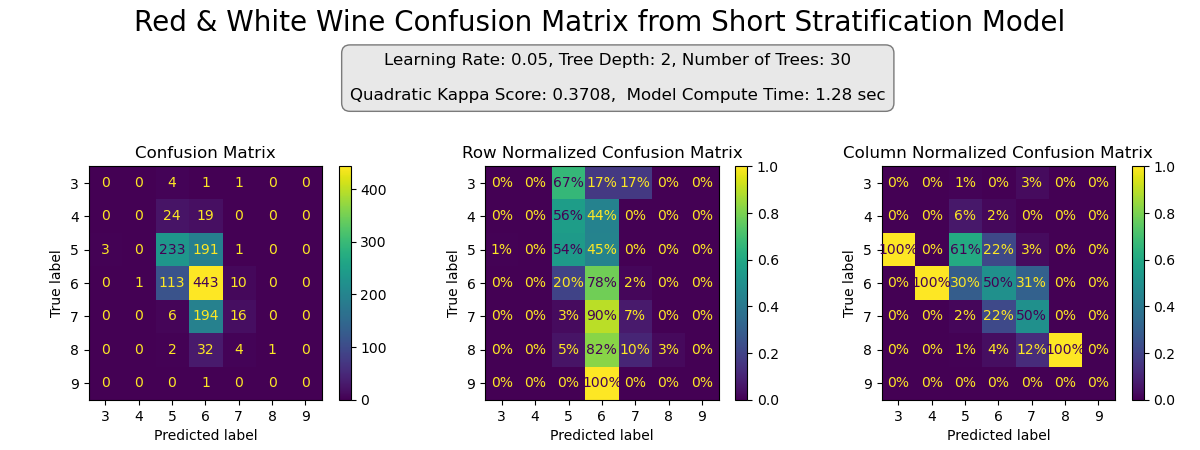 Red & White Wine Confusion Matrix from Short Stratification Model
Learning Rate: 0.05, Tree Depth: 2, Number of Trees: 30
Quadratic Kappa Score: 0.3708,  Model Compute Time: 1.28 sec
Confusion Matrix
3 0 0 4 1 1 0 0
4 0 0 24 19 0 0 0
5 3 0 233 191 1 0 0
6 0 1 113 443 10 0 0
7 0 0 6 194 16 0 0
8 0 0 2 32 4 1 0
9 0 0 0 1 0 0 0
3 4 5 6 7 8 9
True label
Predicted label
400
300
200
100
0
Row Normalized Confusion Matrix
3 0% 0% 67% 17% 17% 0% 0%
4 0% 0% 56% 44% 0% 0% 0%
5 1% 0% 54% 45% 0% 0% 0%
6 0% 0% 20% 78% 2% 0% 0%
7 0% 0% 3% 90% 7% 0% 0%
8 0% 0% 5% 82% 10% 3% 0%
9 0% 0% 0% 100% 0% 0% 0%
3 4 5 6 7 8 9
True label
Predicted label
1.0
0.8
0.6
0.4
0.2
0.0
Column Normalized Confusion Matrix
3 0% 0% 1% 0% 3% 0% 0%
4 0% 0% 6% 2% 0% 0% 0%
5 100% 0% 61% 22% 3% 0% 0%
6 0% 100% 30% 50% 31% 0% 0%
7 0% 0% 2% 22% 50% 0% 0%
8 0% 0% 1% 4% 12% 100% 0%
9 0% 0% 0% 0% 0% 0% 0%
3 4 5 6 7 8 9
True label
Predicted label
1.0
0.8
0.6
0.4
0.2
0.0